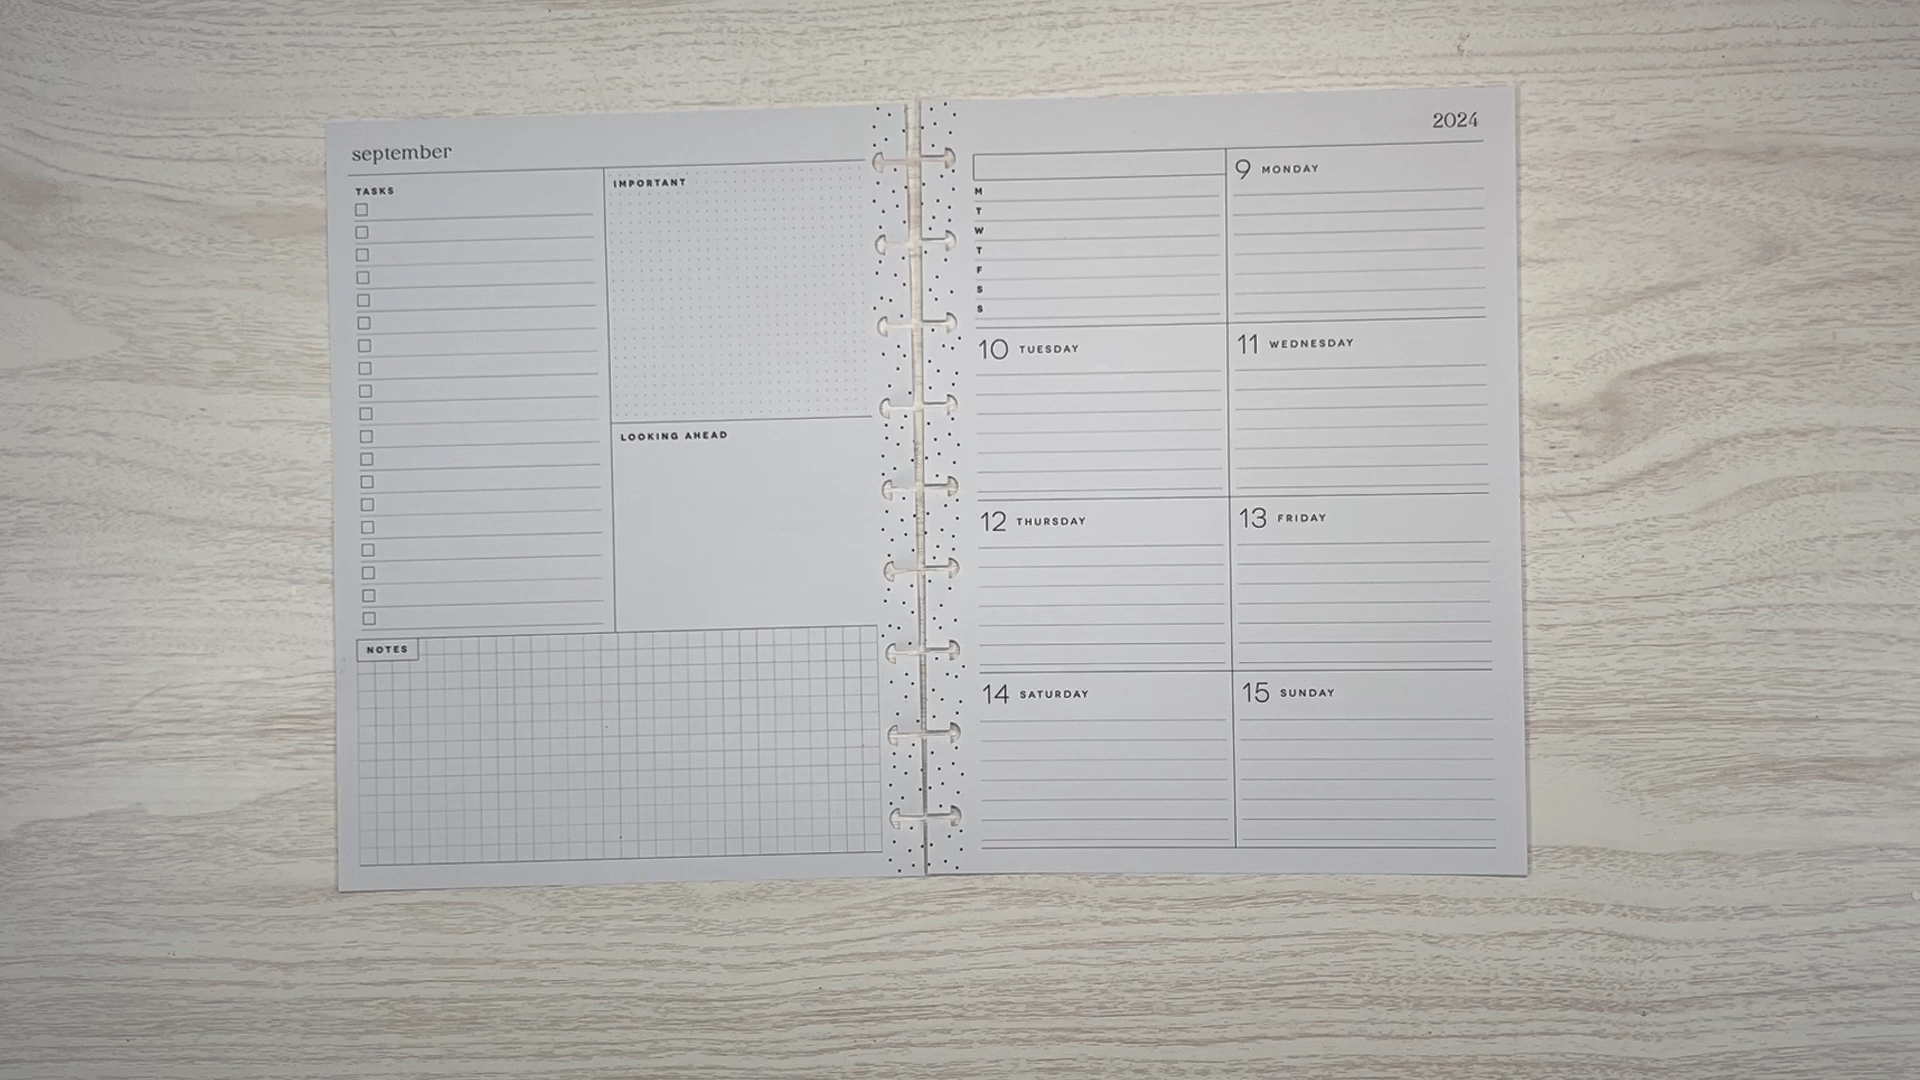 september
TASKS
IMPORTANT
LOOKING AHEAD
NOTES
2024
M
T
W
T
F
S
S
9 MONDAY
10 TUESDAY
11 WEDNESDAY
12 THURSDAY
13 FRIDAY
14 SATURDAY
15 SUNDAY